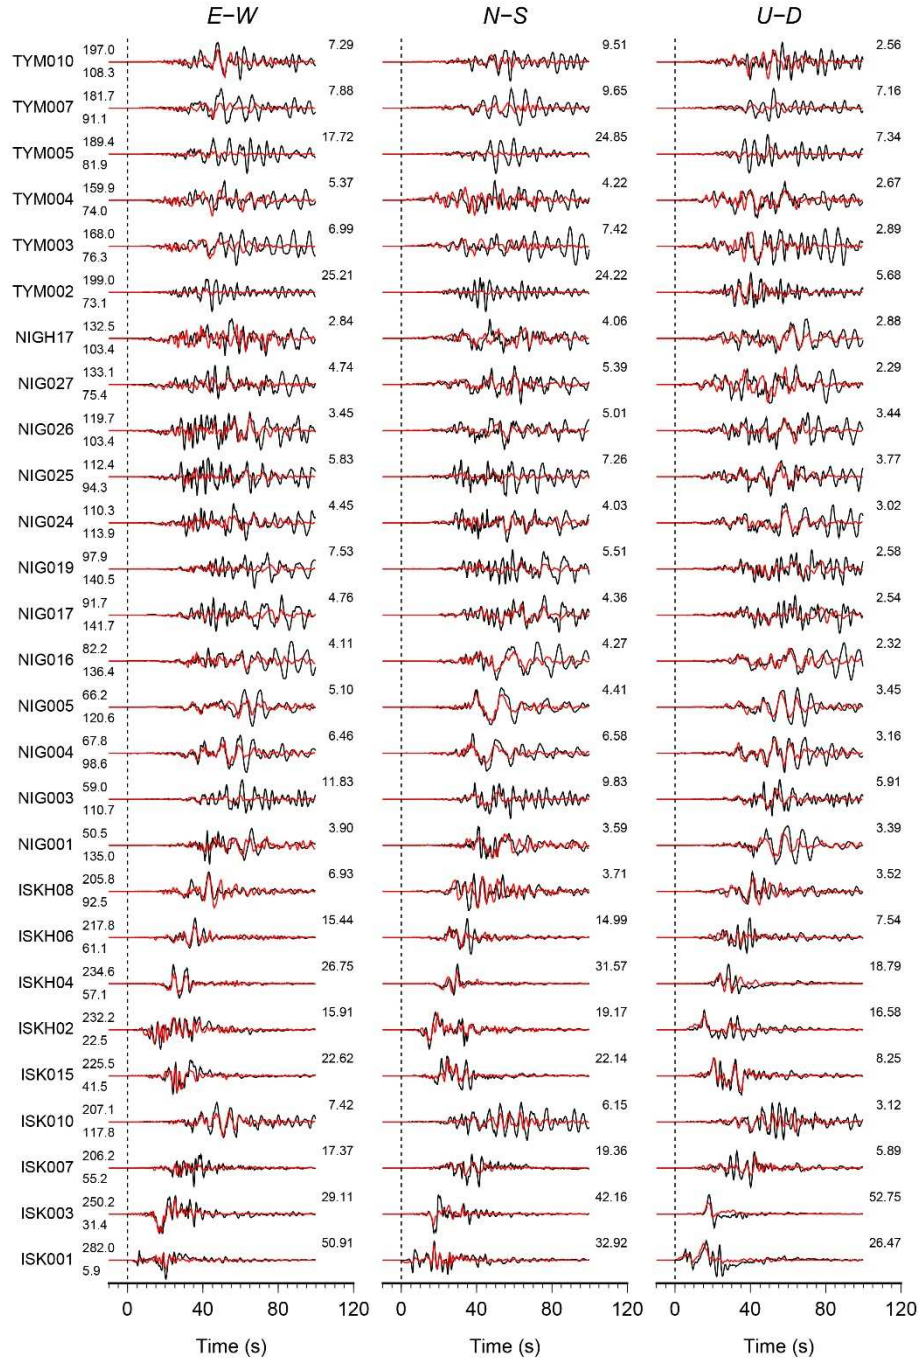 E−W N−S U−D
TYM010 197.0 7.29 9.51 2.56
108.3
TYM007 181.7 7.88 9.65 7.16
91.1
TYM005 189.4 17.72 24.85 7.34
81.9
TYM004 159.9 5.37 4.22 2.67
74.0
TYM003 168.0 6.99 7.42 2.89
76.3
TYM002 199.0 25.21 24.22 5.68
73.1
NIGH17 132.5 2.84 4.06 2.88
103.4
NIG027 133.1 4.74 5.39 2.29
75.4
NIG026 119.7 3.45 5.01 3.44
103.4
NIG025 112.4 5.83 7.26 3.77
94.3
NIG024 110.3 4.45 4.03 3.02
113.9
NIG019 97.9 7.53 5.51 2.58
140.5
NIG017 91.7 4.76 4.36 2.54
141.7
NIG016 82.2 4.11 4.27 2.32
136.4
NIG005 66.2 5.10 4.41 3.45
120.6
NIG004 67.8 6.46 6.58 3.16
98.6
NIG003 59.0 11.83 9.83 5.91
110.7
NIG001 50.5 3.90 3.59 3.39
135.0
ISKH08 205.8 6.93 3.71 3.52
92.5
ISKH06 217.8 15.44 14.99 7.54
61.1
ISKH04 234.6 26.75 31.57 18.79
57.1
ISKH02 232.2 15.91 19.17 16.58
22.5
ISK015 225.5 22.62 22.14 8.25
41.5
ISK010 207.1 7.42 6.15 3.12
117.8
ISK007 206.2 17.37 19.36 5.89
55.2
ISK003 250.2 29.11 42.16 52.75
31.4
ISK001 282.0 50.91 32.92 26.47
5.9
0 40 80 120 0 40 80 120 0 40 80 120
Time (s) Time (s) Time (s)